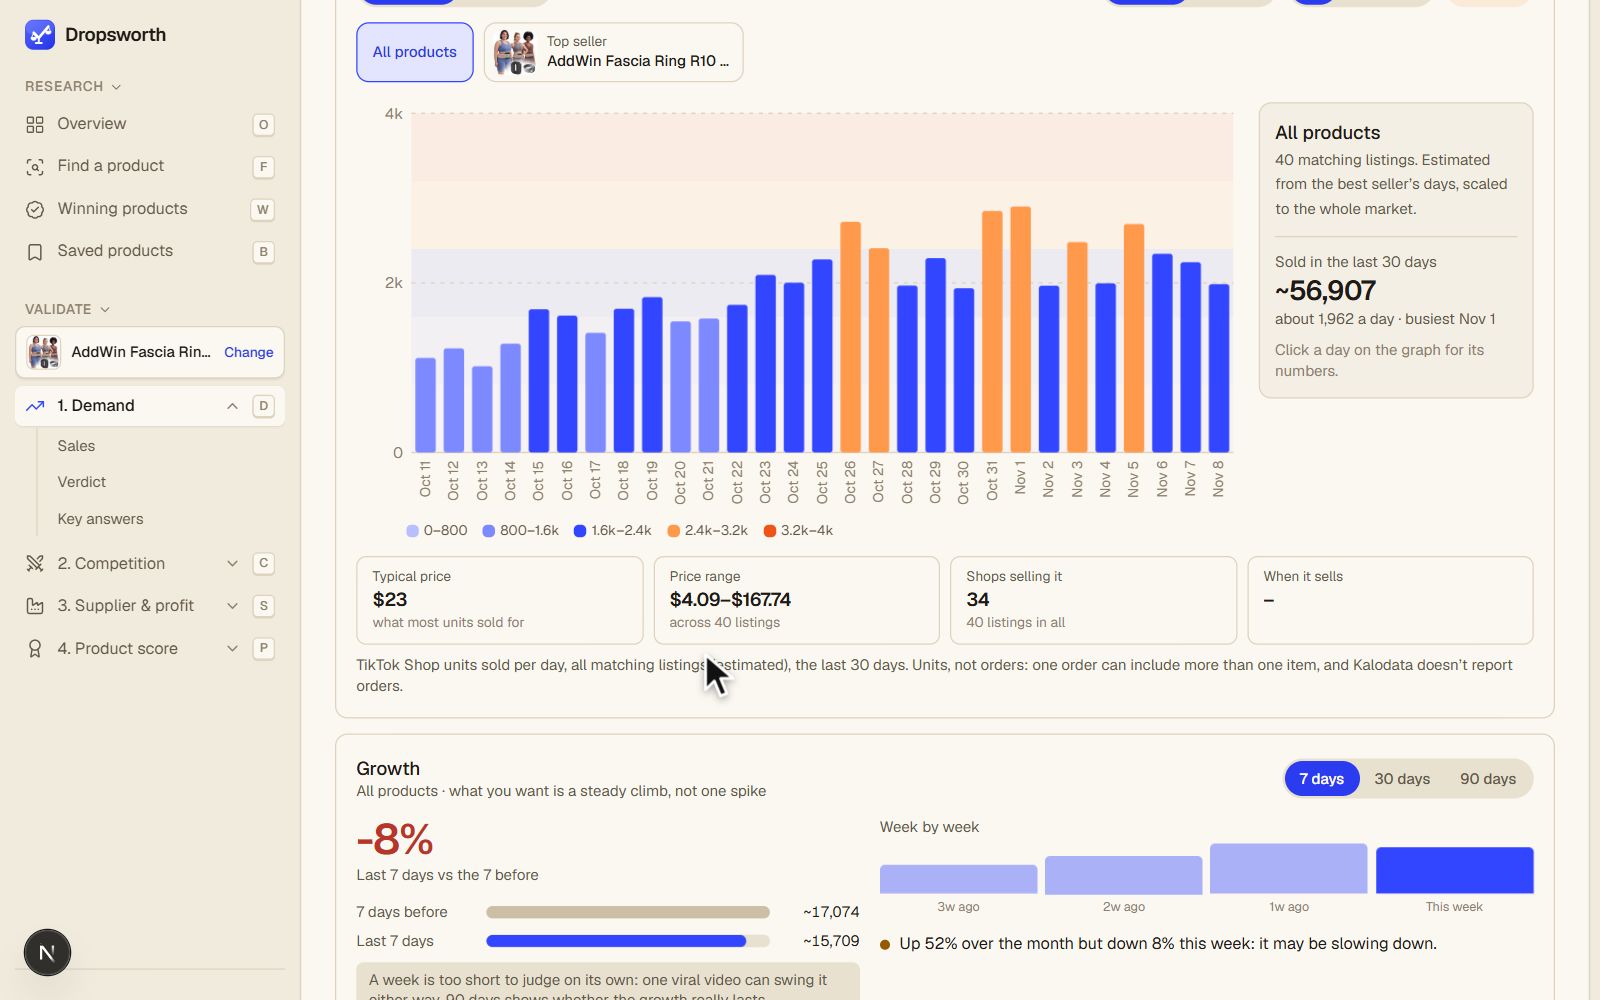 Dropsworth
RESEARCH
Overview
O
Find a product
F
Winning products
W
Saved products
B
VALIDATE
AddWin Fascia Rin...
Change
1. Demand
D
Sales
Verdict
Key answers
2. Competition
C
3. Supplier & profit
S
4. Product score
P
N
All products
Top seller
AddWin Fascia Ring R10 ...
4k
2k
0
Oct 11
Oct 12
Oct 13
Oct 14
Oct 15
Oct 16
Oct 17
Oct 18
Oct 19
Oct 20
Oct 21
Oct 22
Oct 23
Oct 24
Oct 25
Oct 26
Oct 27
Oct 28
Oct 29
Oct 30
Oct 31
Nov 1
Nov 2
Nov 3
Nov 4
Nov 5
Nov 6
Nov 7
Nov 8
0–800
800–1.6k
1.6k–2.4k
2.4k–3.2k
3.2k–4k
All products
40 matching listings. Estimated
from the best seller's days, scaled
to the whole market.
Sold in the last 30 days
~56,907
about 1,962 a day · busiest Nov 1
Click a day on the graph for its
numbers.
Typical price
$23
what most units sold for
Price range
$4.09–$167.74
across 40 listings
Shops selling it
34
40 listings in all
When it sells
–
TikTok Shop units sold per day, all matching listings estimated), the last 30 days. Units, not orders: one order can include more than one item, and Kalodata doesn't report
orders.
Growth
All products · what you want is a steady climb, not one spike
7 days
30 days
90 days
-8%
Last 7 days vs the 7 before
7 days before
~17,074
Last 7 days
~15,709
A week is too short to judge on its own: one viral video can swing it
Week by week
3w ago
2w ago
1w ago
This week
Up 52% over the month but down 8% this week: it may be slowing down.